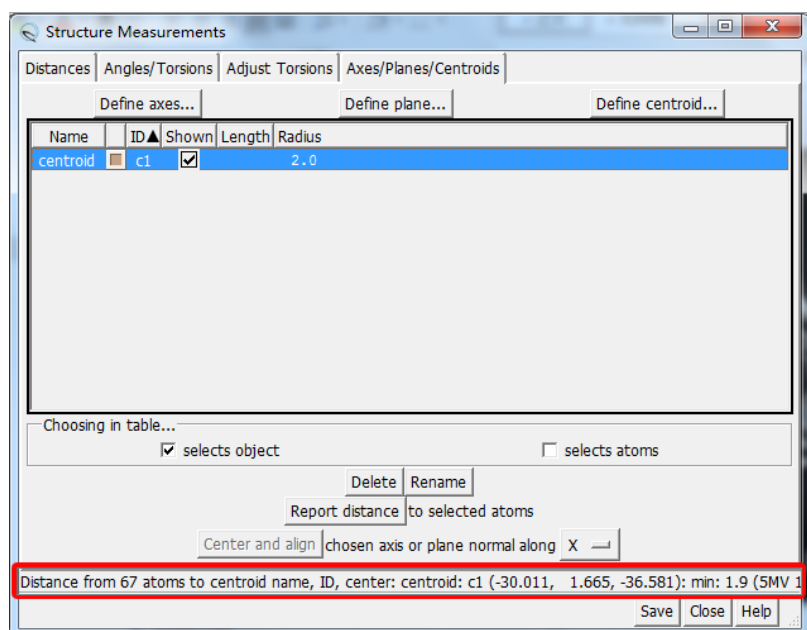 Structure Measurements
Distances Angles/Torsions Adjust Torsions Axes/Planes/Centroids
Define axes... Define plane... Define centroid...
Name ID▲ Shown Length Radius
centroid c1 2.0
Choosing in table...
selects object selects atoms
Delete Rename
Report distance to selected atoms
Center and align chosen axis or plane normal along X
Distance from 67 atoms to centroid name, ID, center: centroid: c1 (-30.011, 1.665, -36.581): min: 1.9 (5MV 1
Save Close Help